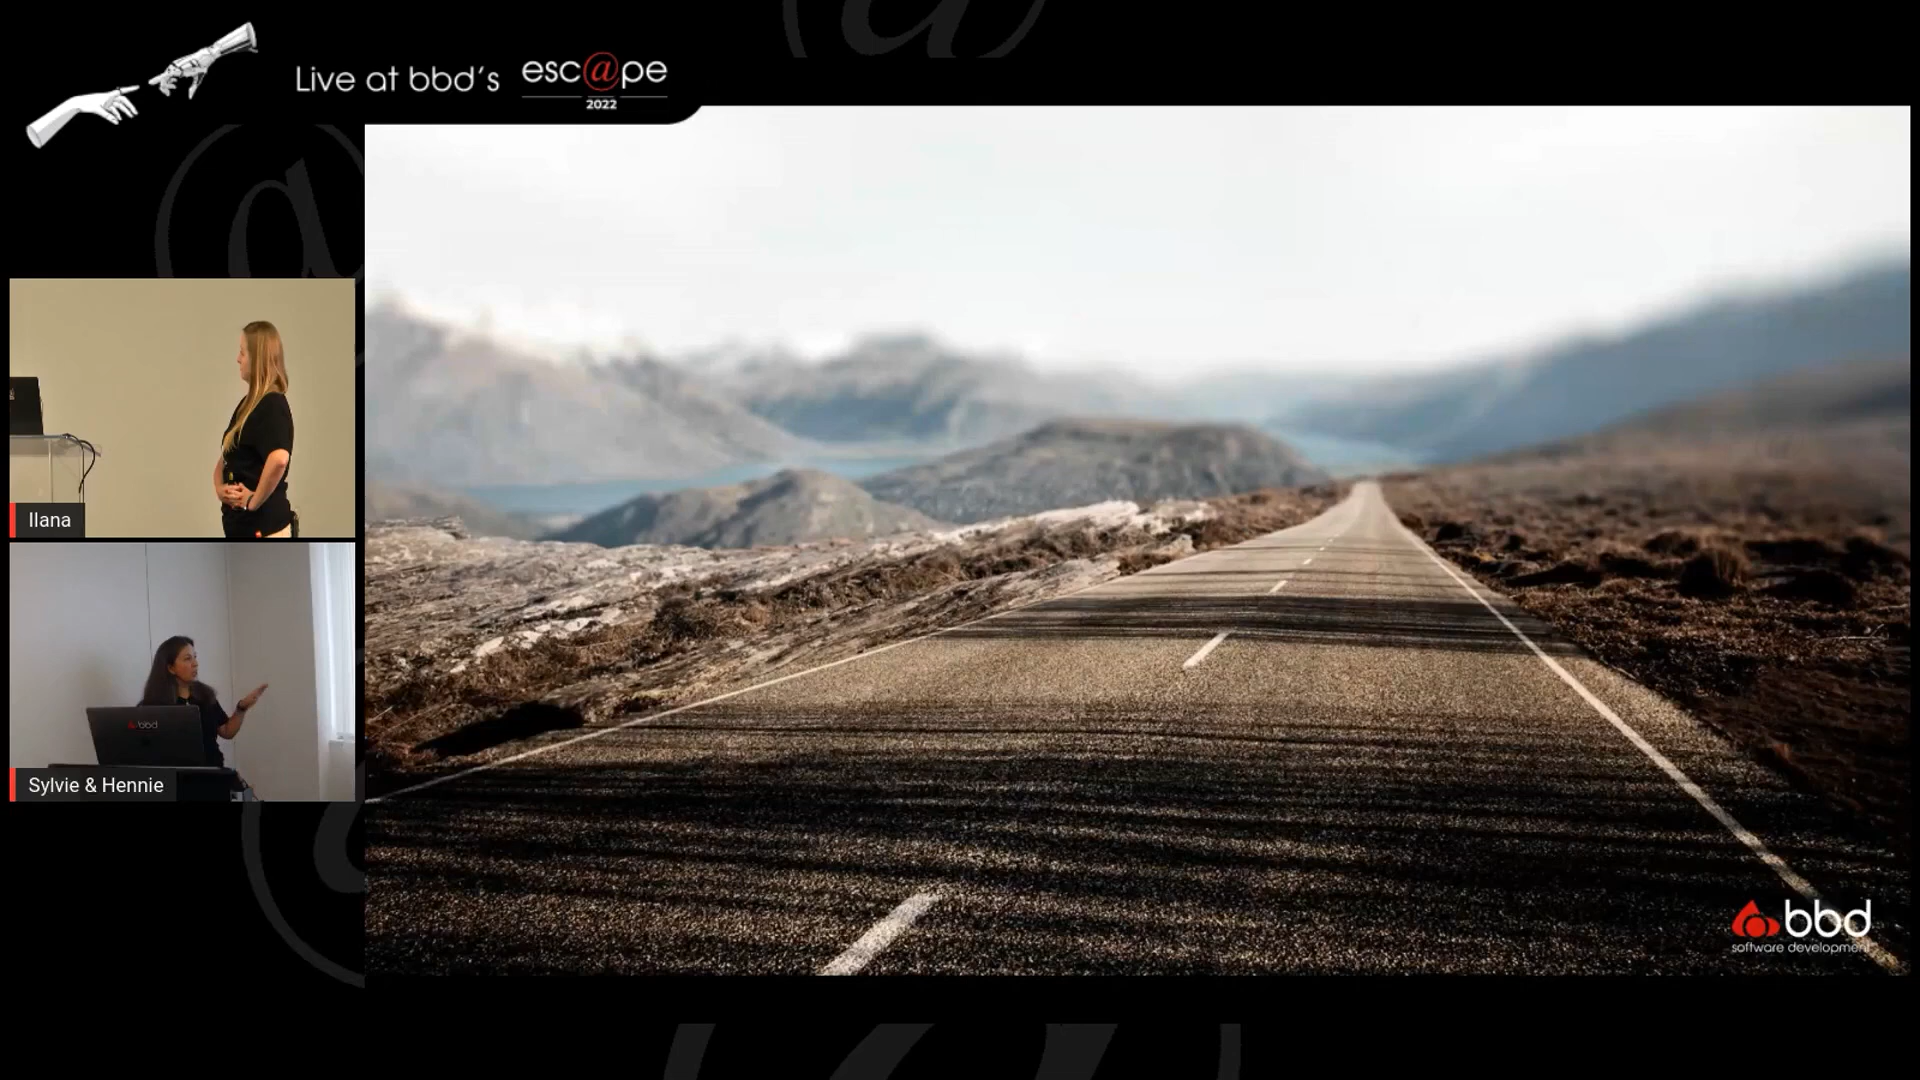 Live at bbd's esc@pe
2022
Ilana
bbd
Sylvie & Hennie
bbd
software development